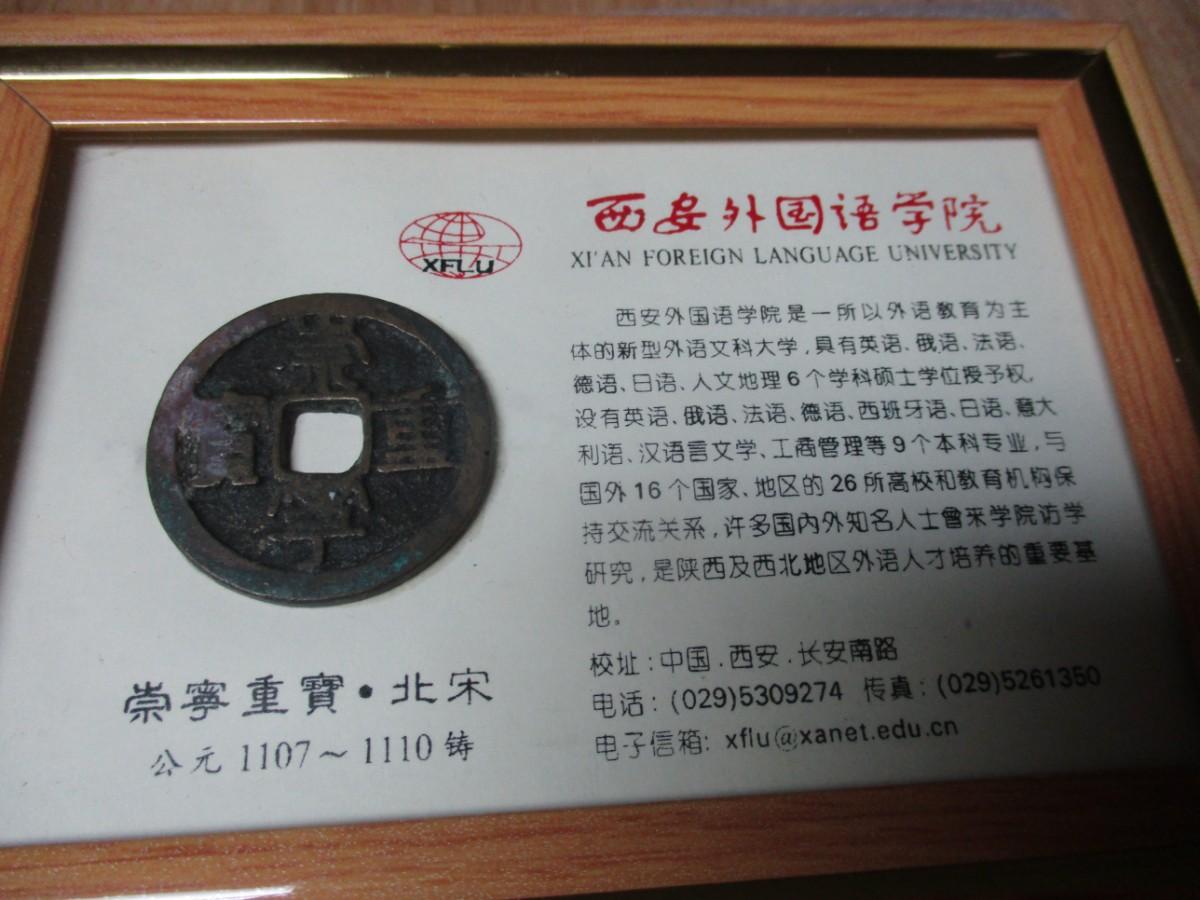 西安外国语学院
XI'AN FOREIGN LANGUAGE UNIVERSITY
XFLU
西安外国语学院是一所以外语教育为主
体的新型外语文科大学,具有英语、俄语、法语、
德语、日语、人文地理6个学科硕士学位授予权,
设有英语、俄语、法语、德语、西班牙语、日语、意大
利语、汉语言文学、工商管理等9个本科专业,与
国外16个国家、地区的26所高校和教育机构保
持交流关系,许多国内外知名人士曾来学院访学
研究,是陕西及西北地区外语人才培养的重要基
地。
校址:中国.西安.长安南路
电话:(029)5309274 传真:(029)5261350
电子信箱: xflu@xanet.edu.cn
崇
重
寧
寶
崇寧重寶•北宋
公元 1107～1110 铸